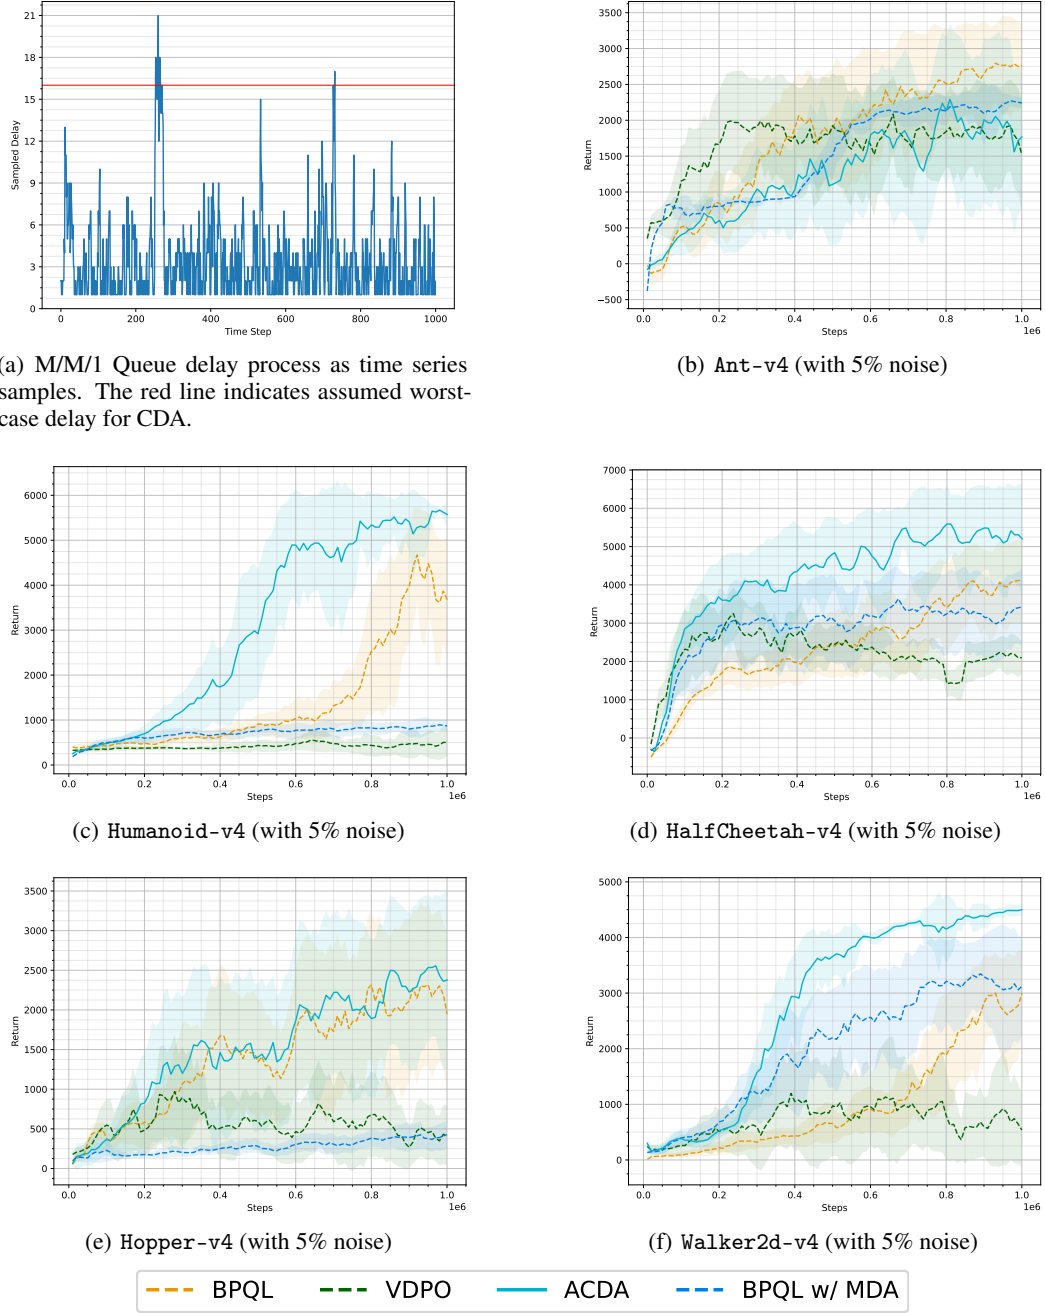 21
18
15
12
9
6
3
0
Sampled Delay
0 200 400 600 800 1000
Time Step
(a) M/M/1 Queue delay process as time series
samples. The red line indicates assumed worst-
case delay for CDA.
3500
3000
2500
2000
1500
1000
500
0
−500
Return
0.0 0.2 0.4 0.6 0.8 1.0
Steps
1e6
(b) Ant-v4 (with 5% noise)
6000
5000
4000
3000
2000
1000
0
Return
0.0 0.2 0.4 0.6 0.8 1.0
Steps
1e6
(c) Humanoid-v4 (with 5% noise)
7000
6000
5000
4000
3000
2000
1000
0
Return
0.0 0.2 0.4 0.6 0.8 1.0
Steps
1e6
(d) HalfCheetah-v4 (with 5% noise)
3500
3000
2500
2000
1500
1000
500
0
Return
0.0 0.2 0.4 0.6 0.8 1.0
Steps
1e6
(e) Hopper-v4 (with 5% noise)
5000
4000
3000
2000
1000
0
Return
0.0 0.2 0.4 0.6 0.8 1.0
Steps
1e6
(f) Walker2d-v4 (with 5% noise)
BPQL VDPO ACDA BPQL w/ MDA